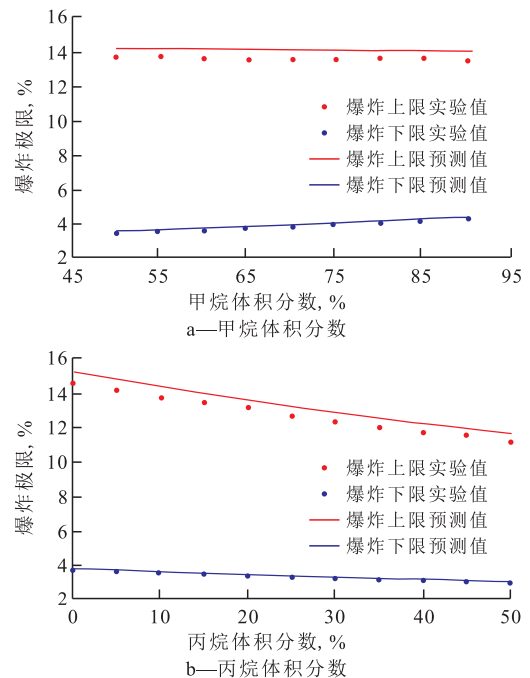 16
14
12
10
8
6
4
2
爆炸极限, %
爆炸上限实验值
爆炸下限实验值
爆炸上限预测值
爆炸下限预测值
45 55 65 75 85 95
甲烷体积分数, %
a—甲烷体积分数
16
14
12
10
8
6
4
2
爆炸极限, %
爆炸上限实验值
爆炸下限实验值
爆炸上限预测值
爆炸下限预测值
0 10 20 30 40 50
丙烷体积分数, %
b—丙烷体积分数